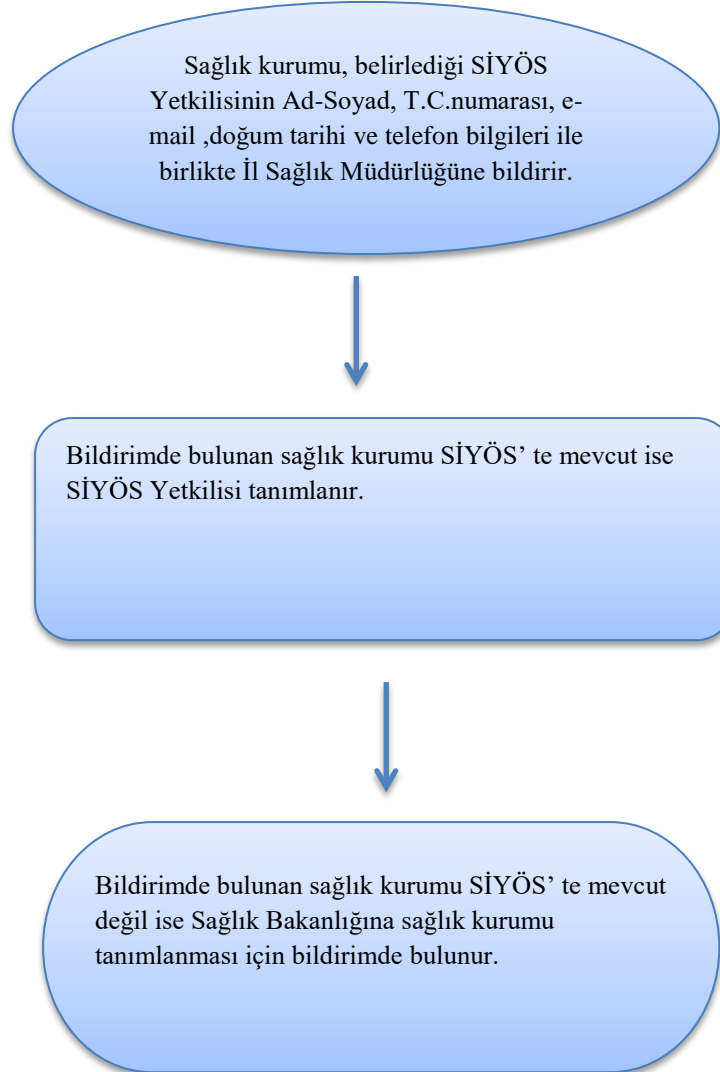 Sağlık kurumu, belirlediği SİYÖS
Yetkilisinin Ad-Soyad, T.C.numarası, e-
mail ,doğum tarihi ve telefon bilgileri ile
birlikte İl Sağlık Müdürlüğüne bildirir.
Bildirimde bulunan sağlık kurumu SİYÖS’ te mevcut ise
SİYÖS Yetkilisi tanımlanır.
Bildirimde bulunan sağlık kurumu SİYÖS’ te mevcut
değil ise Sağlık Bakanlığına sağlık kurumu
tanımlanması için bildirimde bulunur.